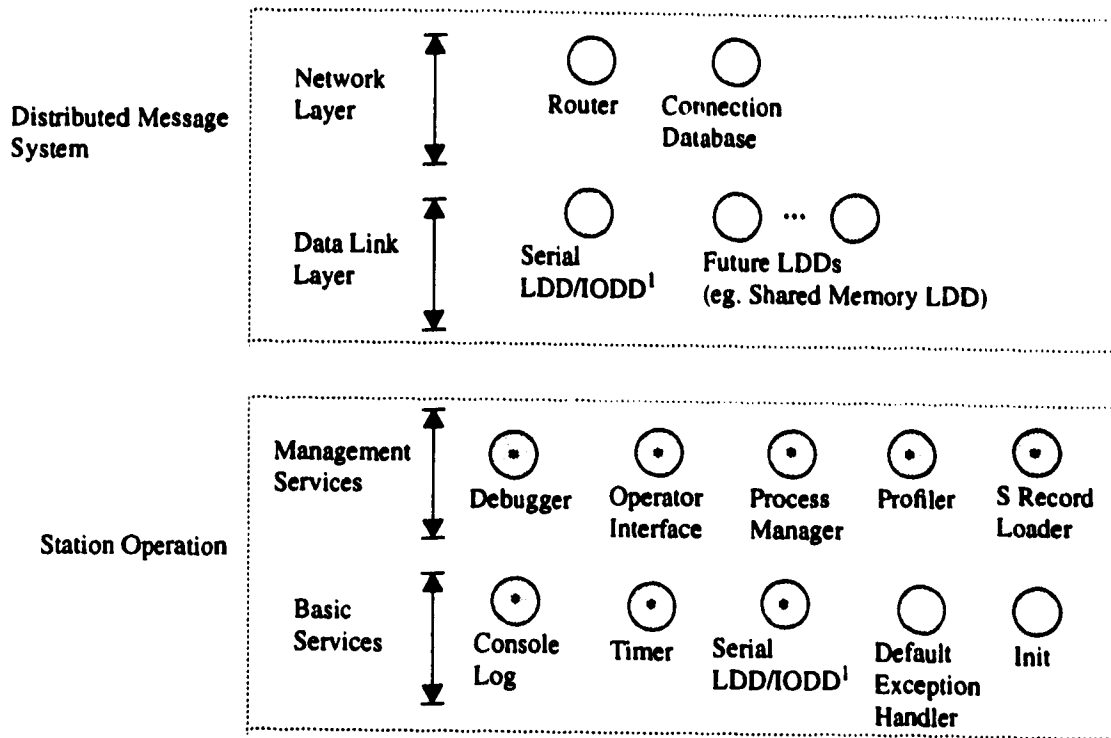 Network
Layer
Router
Connection
Database
Distributed Message
System
Data Link
Layer
Serial
LDD/IODD¹
...
Future LDDs
(eg. Shared Memory LDD)
Management
Services
Debugger
Operator
Interface
Process
Manager
Profiler
S Record
Loader
Station Operation
Basic
Services
Console
Log
Timer
Serial
LDD/IODD¹
Default
Exception
Handler
Init